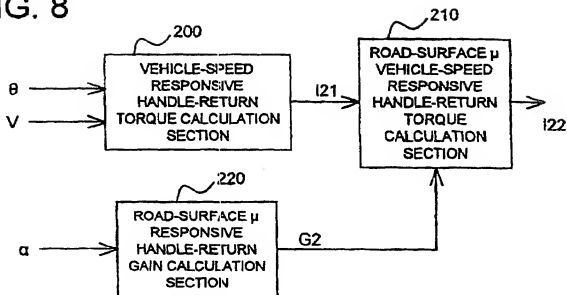 FIG. 8
200
VEHICLE-SPEED
RESPONSIVE
HANDLE-RETURN
TORQUE CALCULATION
SECTION
θ
V
I21
210
ROAD-SURFACE μ
VEHICLE-SPEED
RESPONSIVE
HANDLE-RETURN
TORQUE
CALCULATION
SECTION
I22
220
ROAD-SURFACE μ
RESPONSIVE
HANDLE-RETURN
GAIN CALCULATION
SECTION
α
G2